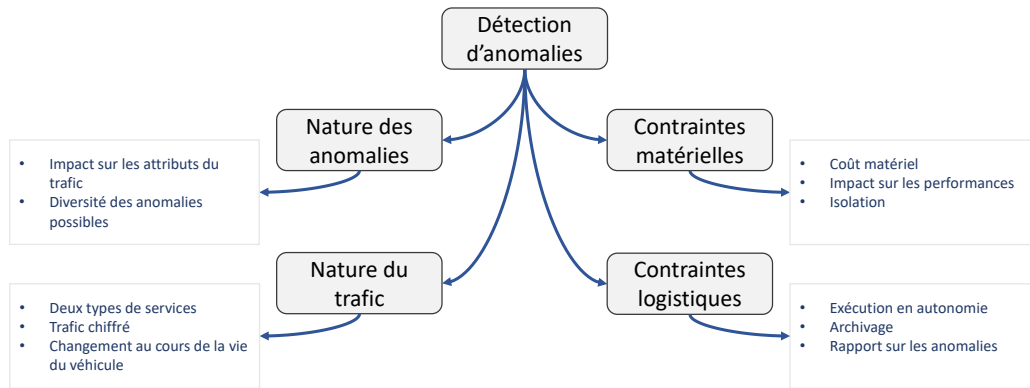 Détection
d'anomalies
Nature des
anomalies
Contraintes
matérielles
• Impact sur les attributs du
trafic
• Diversité des anomalies
possibles
• Coût matériel
• Impact sur les performances
• Isolation
Nature du
trafic
Contraintes
logistiques
• Deux types de services
• Trafic chiffré
• Changement au cours de la vie
du véhicule
• Exécution en autonomie
• Archivage
• Rapport sur les anomalies